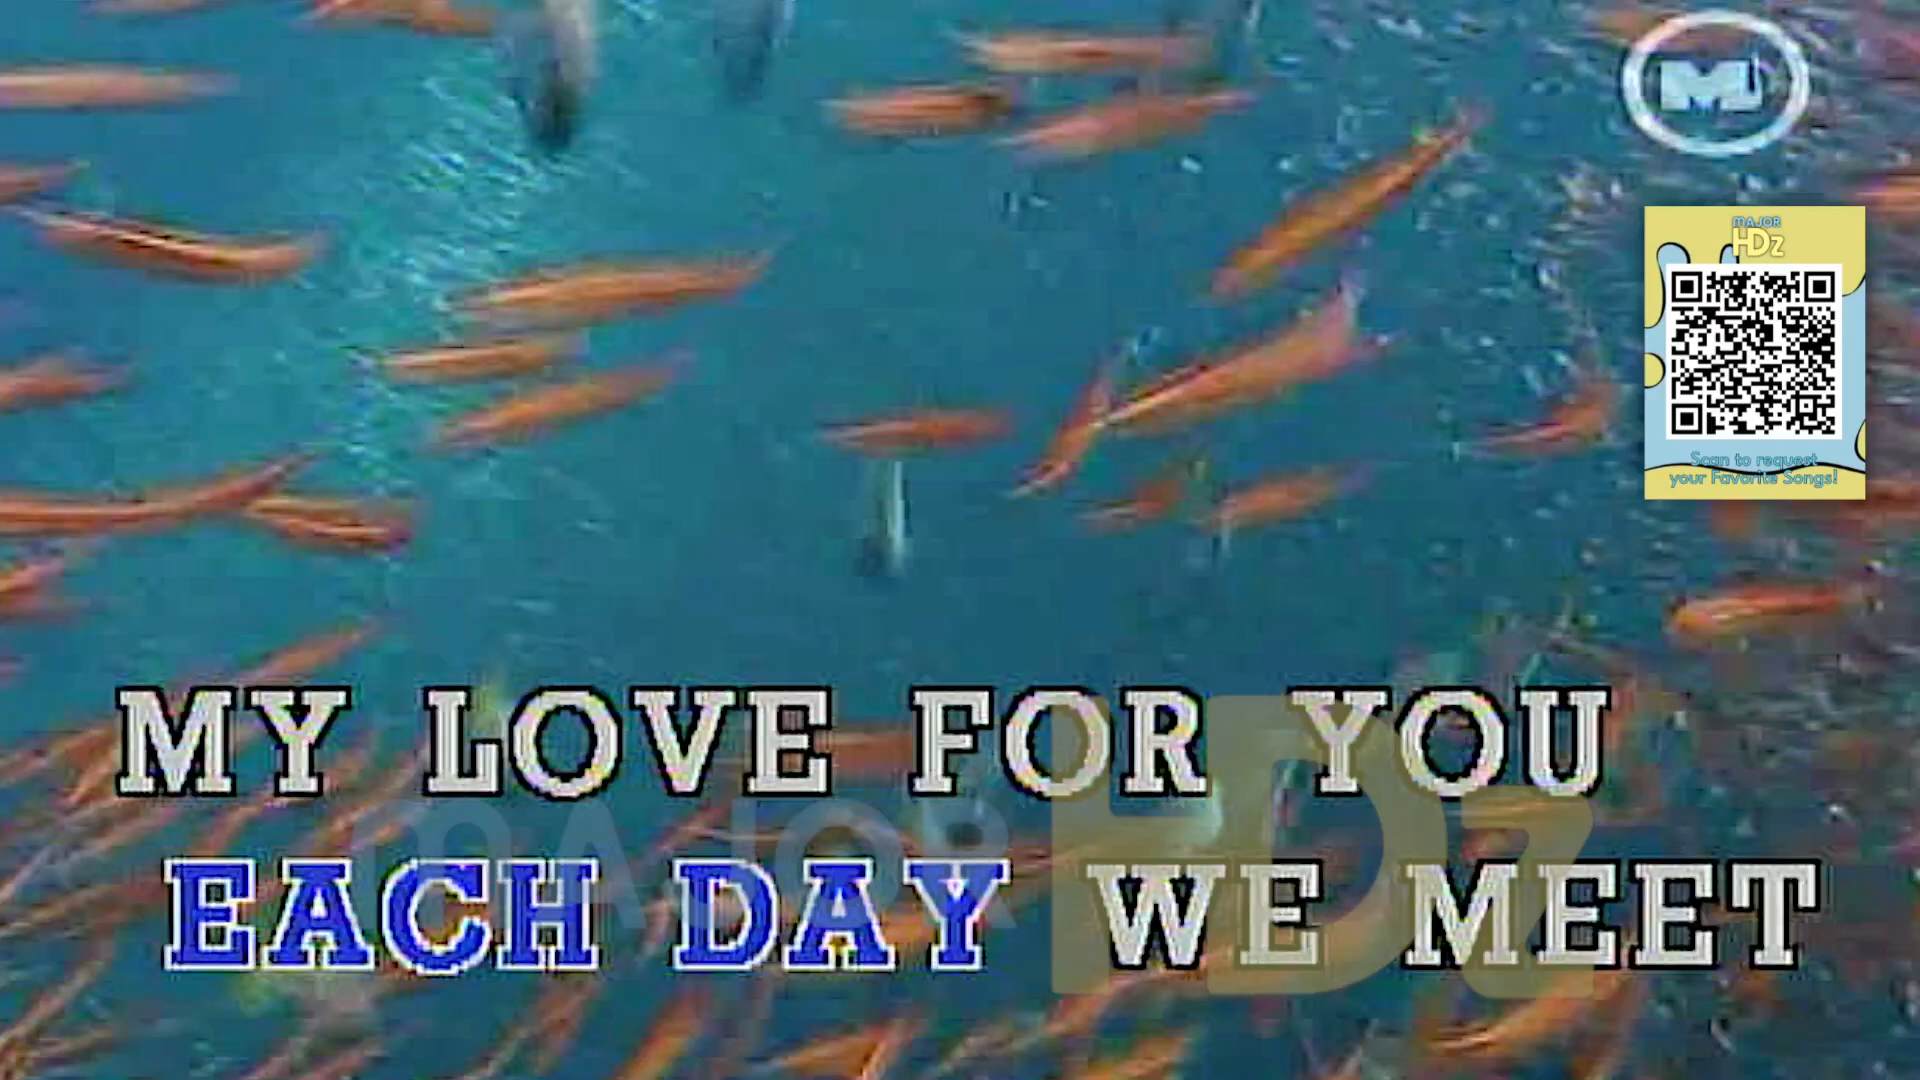 MJ
MAJOR
HDz
Scan to request
your Favorite Songs!
MY LOVE FOR YOU
MAJOR HDz
EACH DAY WE MEET